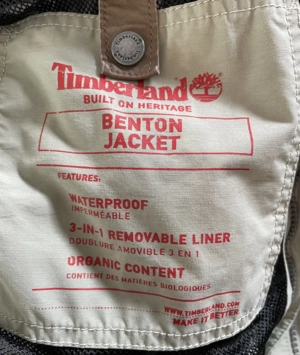 Timberland
Timberland
BUILT ON HERITAGE
BENTON
JACKET
FEATURES:
WATERPROOF
IMPERMÉABLE
3-IN-1 REMOVABLE LINER
DOUBLURE AMOVIBLE 3 EN 1
ORGANIC CONTENT
CONTIENT DES MATIÈRES BIOLOGIQUES
WWW.TIMBERLAND.COM
MAKE IT BETTER